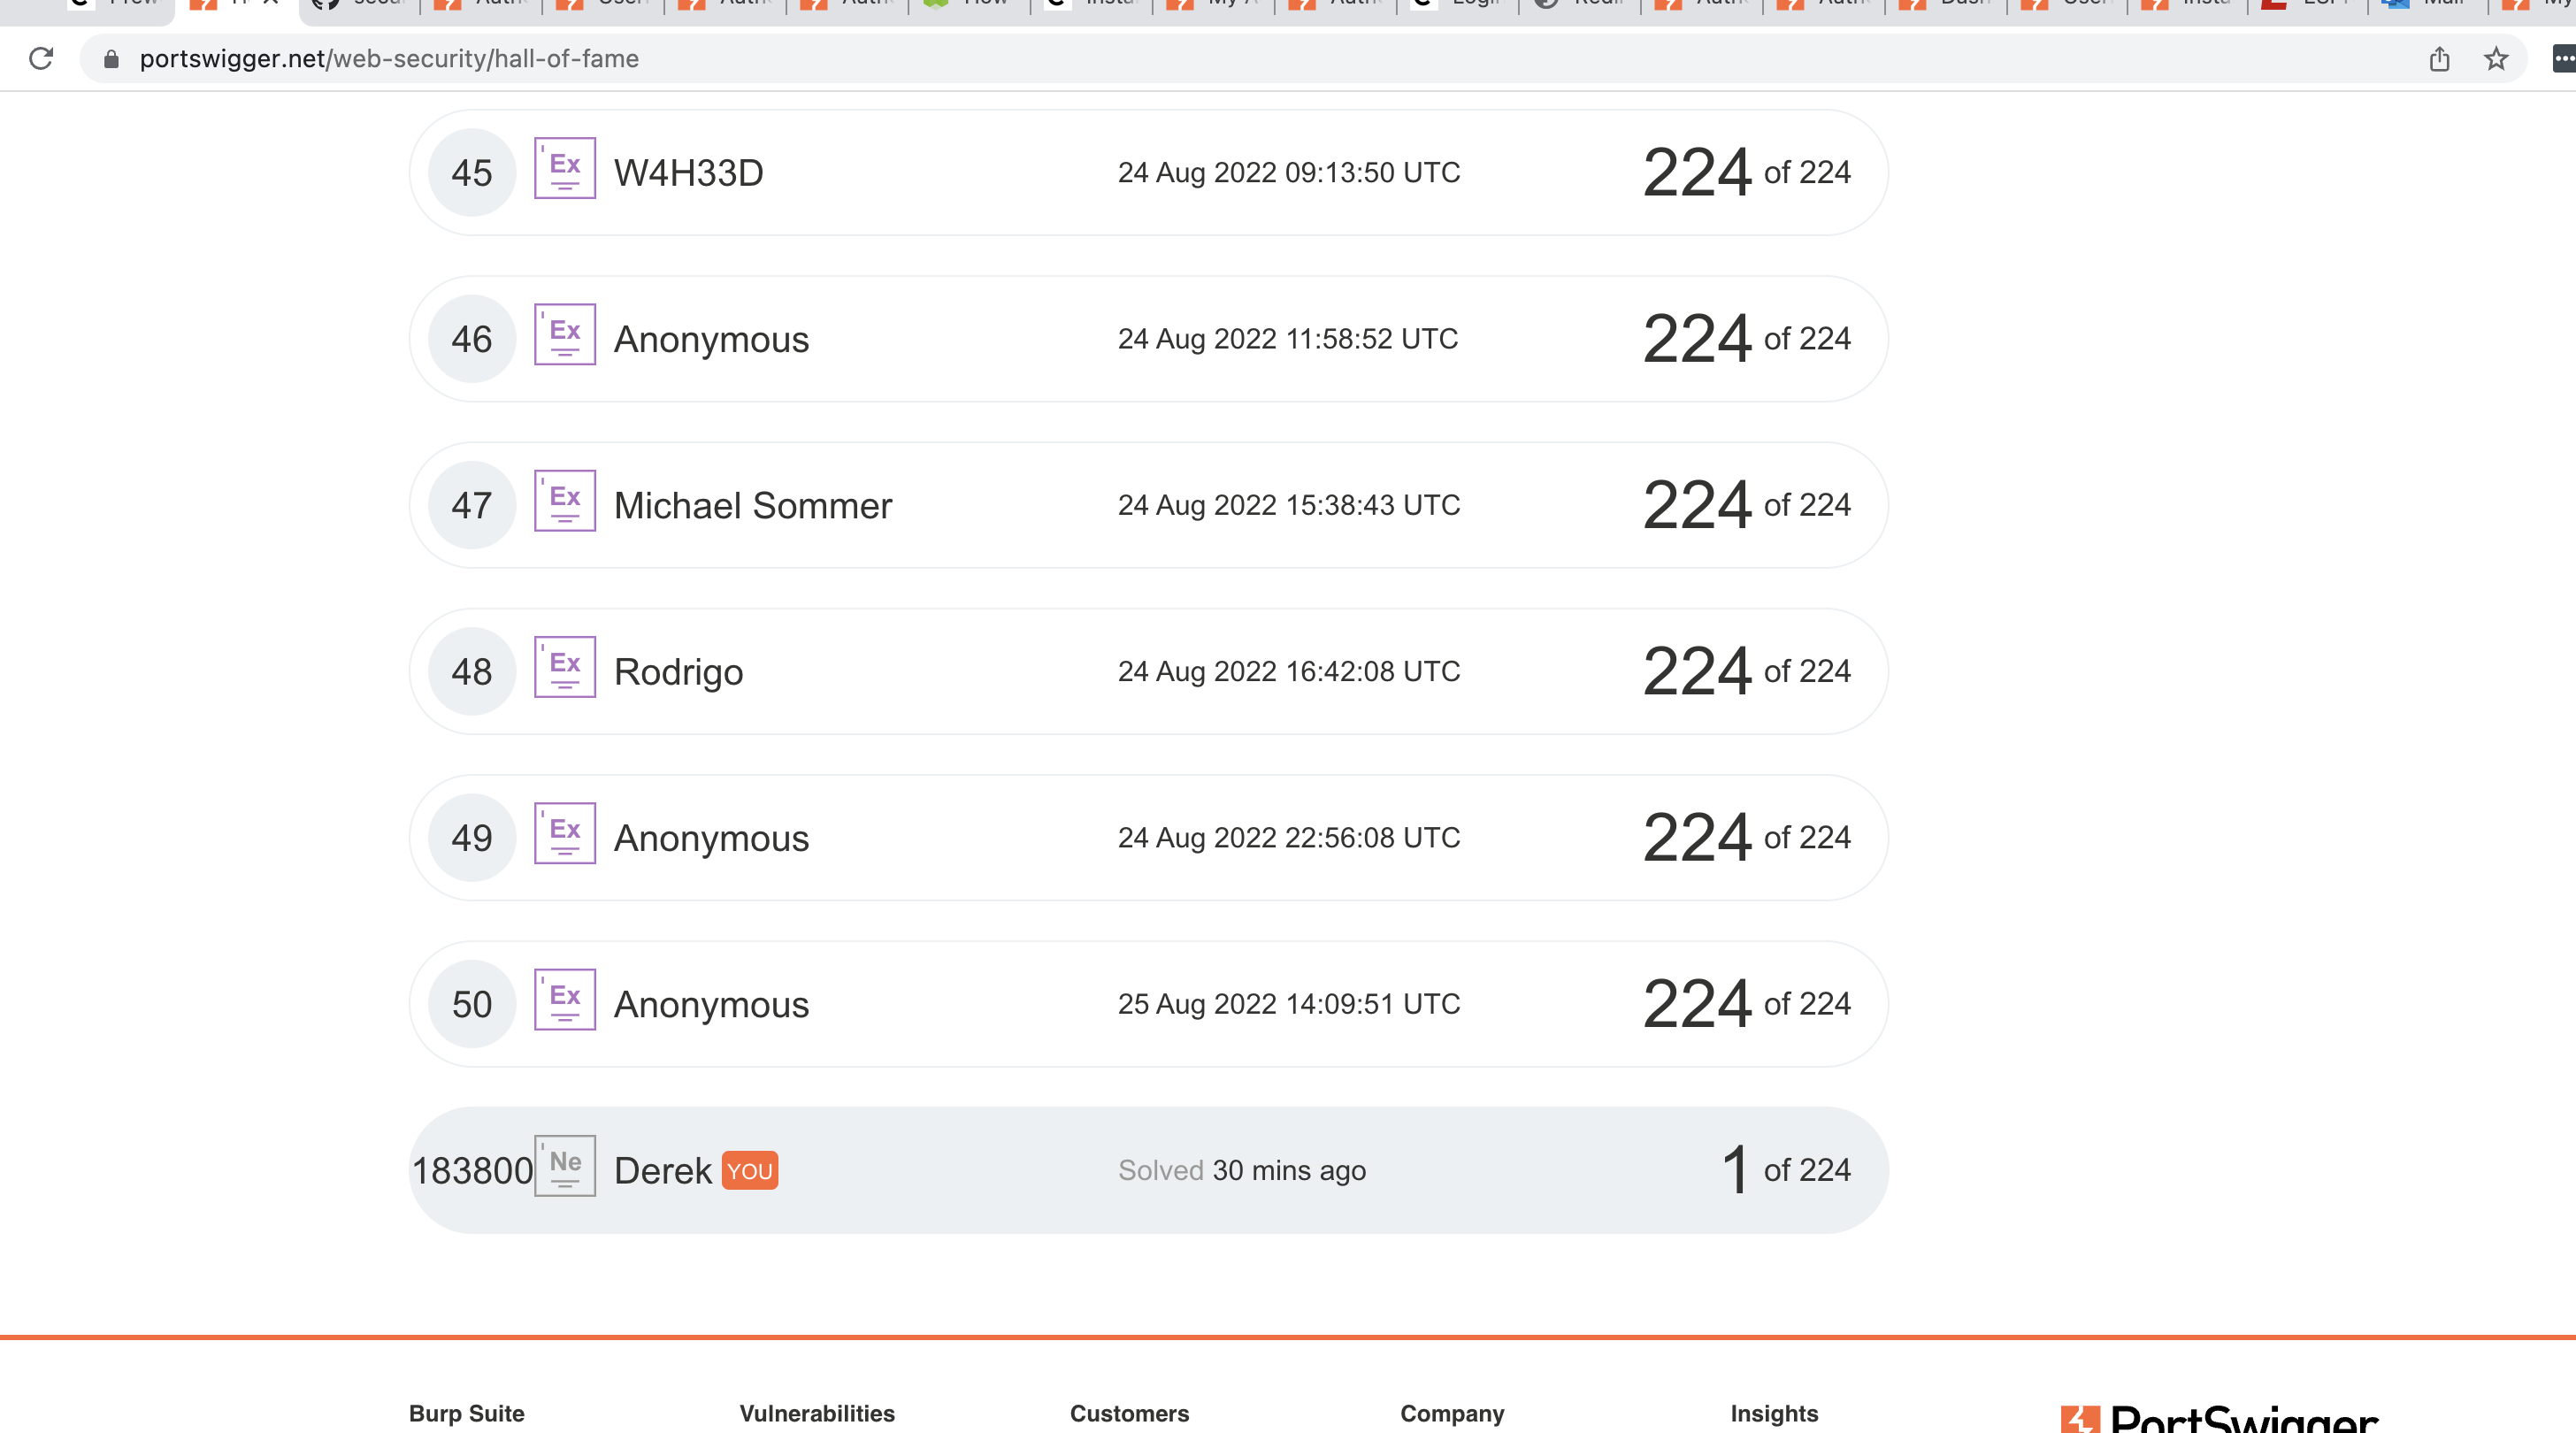 portswigger.net/web-security/hall-of-fame
45 Ex W4H33D 24 Aug 2022 09:13:50 UTC 224 of 224
46 Ex Anonymous 24 Aug 2022 11:58:52 UTC 224 of 224
47 Ex Michael Sommer 24 Aug 2022 15:38:43 UTC 224 of 224
48 Ex Rodrigo 24 Aug 2022 16:42:08 UTC 224 of 224
49 Ex Anonymous 24 Aug 2022 22:56:08 UTC 224 of 224
50 Ex Anonymous 25 Aug 2022 14:09:51 UTC 224 of 224
183800 Ne Derek YOU Solved 30 mins ago 1 of 224
Burp Suite Vulnerabilities Customers Company Insights PortSwigger